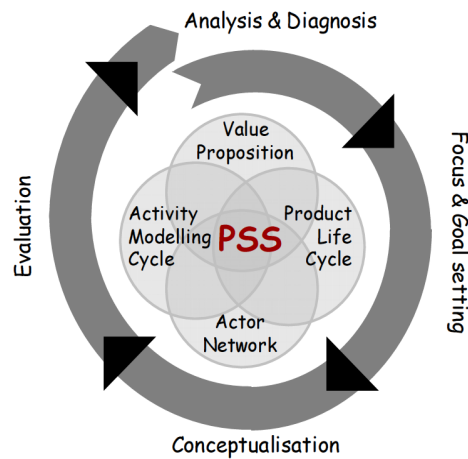 Analysis & Diagnosis
Focus & Goal setting
Conceptualisation
Evaluation
Value
Proposition
Activity
Modelling
Cycle
PSS
Product
Life
Cycle
Actor
Network